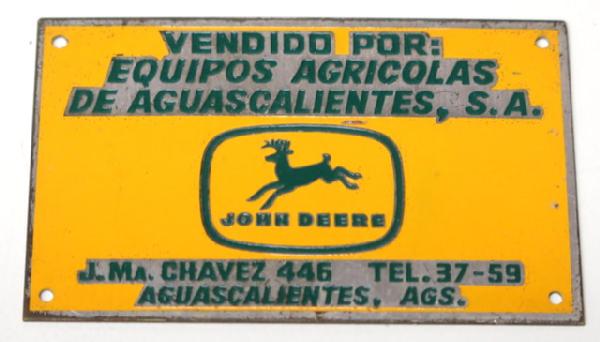 VENDIDO POR:
EQUIPOS AGRICOLAS
DE AGUASCALIENTES, S.A.
JOHN DEERE
J. MA. CHAVEZ 446 TEL. 37-59
AGUASCALIENTES, AGS.